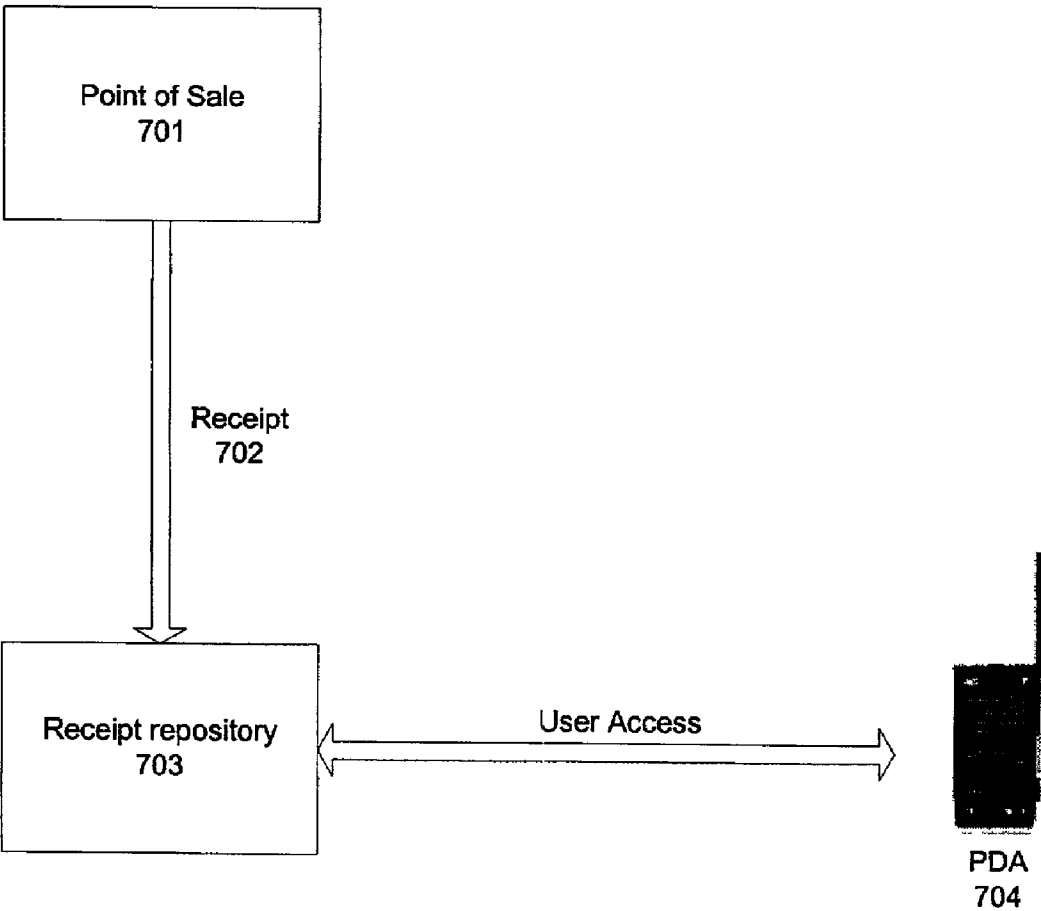 Point of Sale
701
Receipt
702
Receipt repository
703
User Access
PDA
704